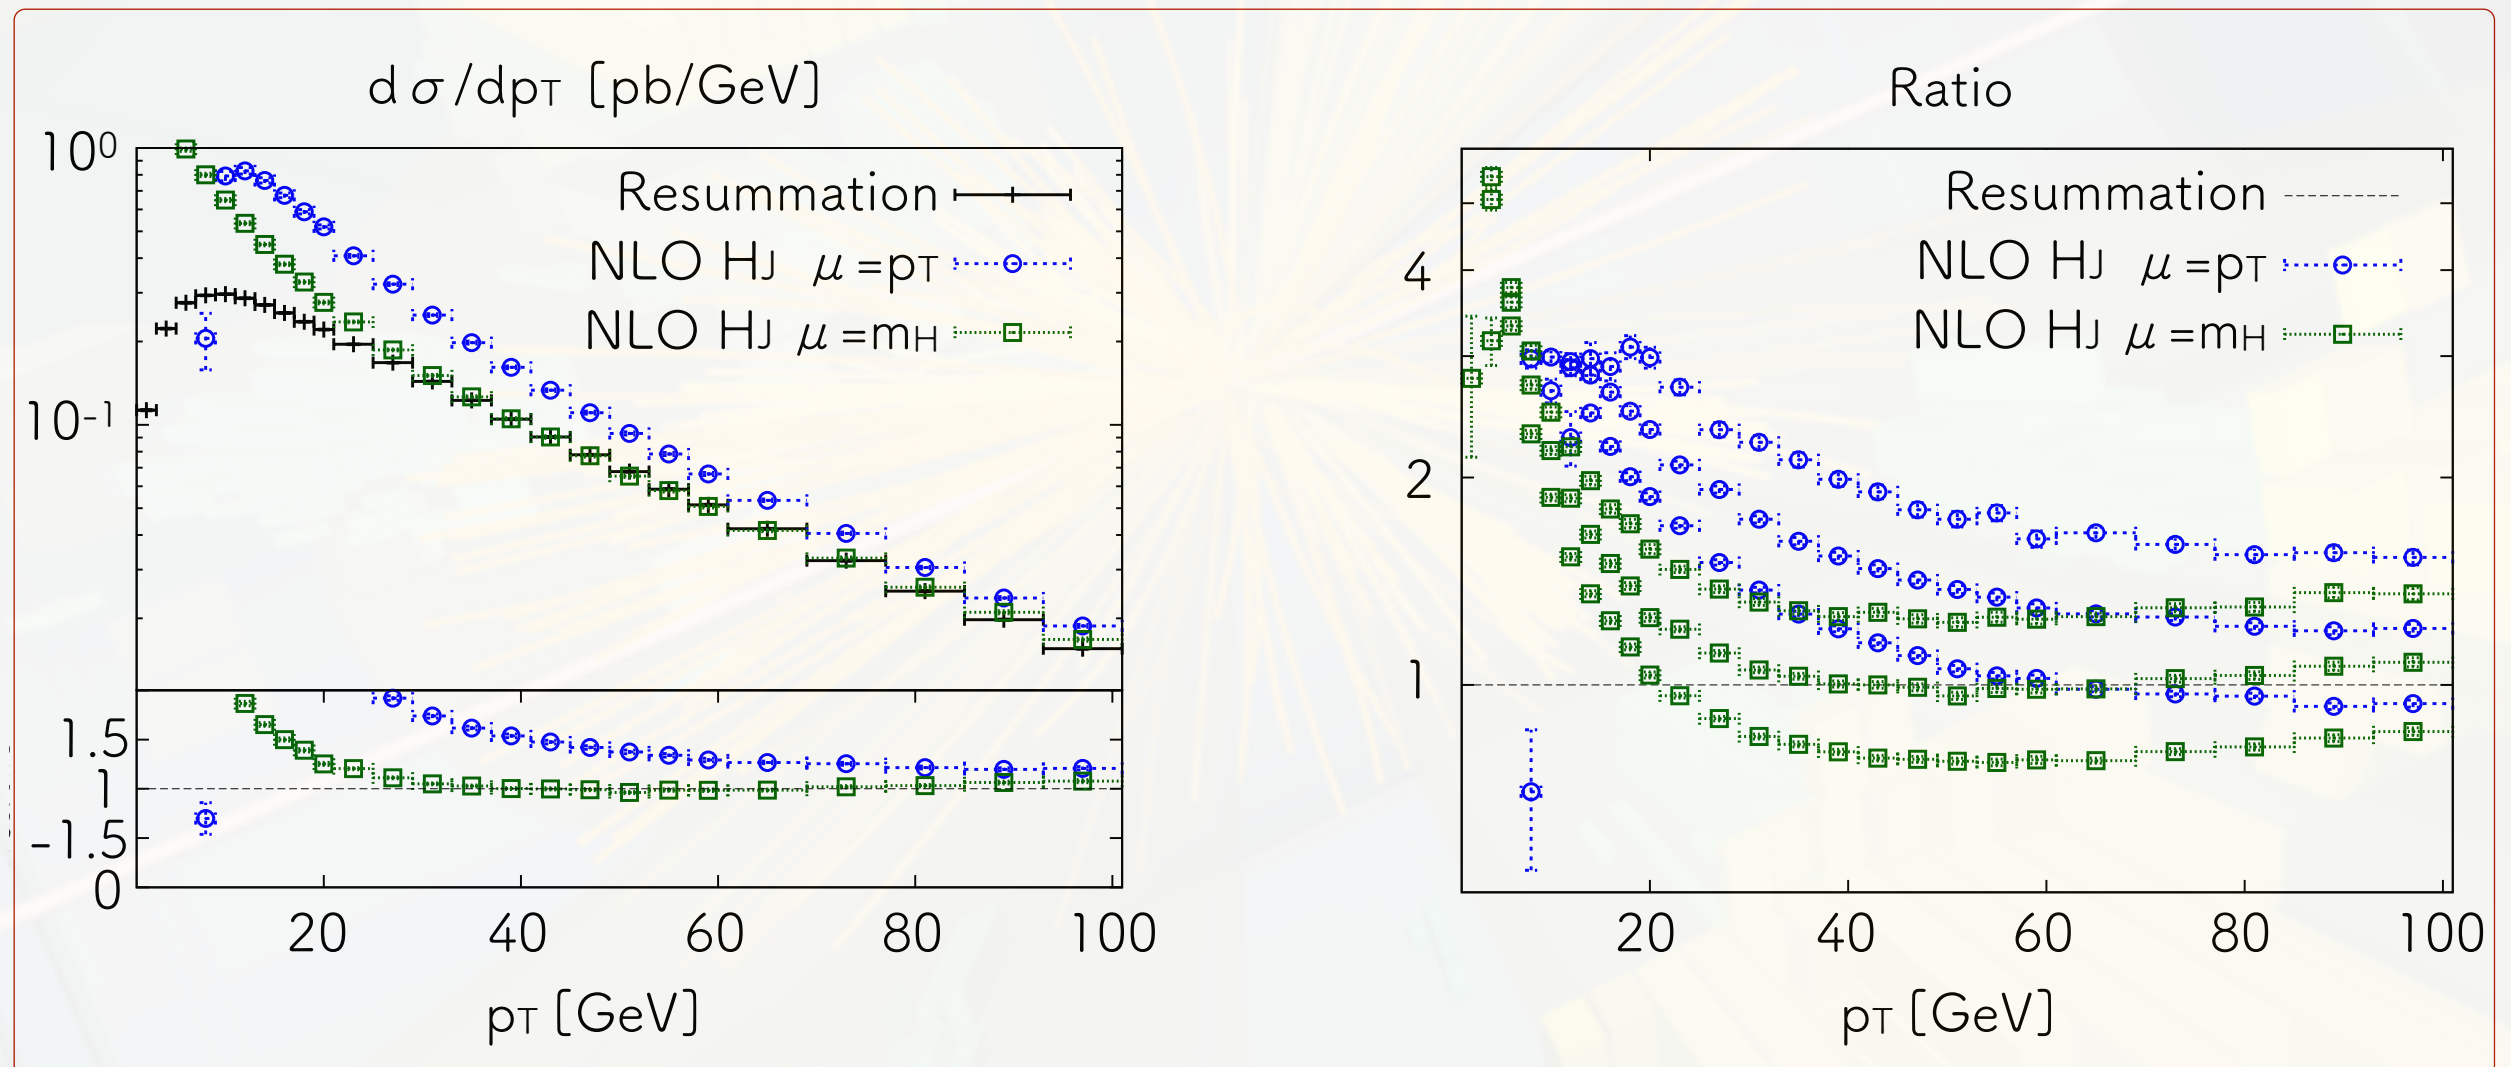 dσ/dpT [pb/GeV]
10⁰
Resummation
NLO HJ μ=pT
NLO HJ μ=mH
10-1
1.5
1
-1.5
0
20 40 60 80 100
pT [GeV]
Ratio
Resummation
NLO HJ μ=pT
NLO HJ μ=mH
4
2
1
20 40 60 80 100
pT [GeV]